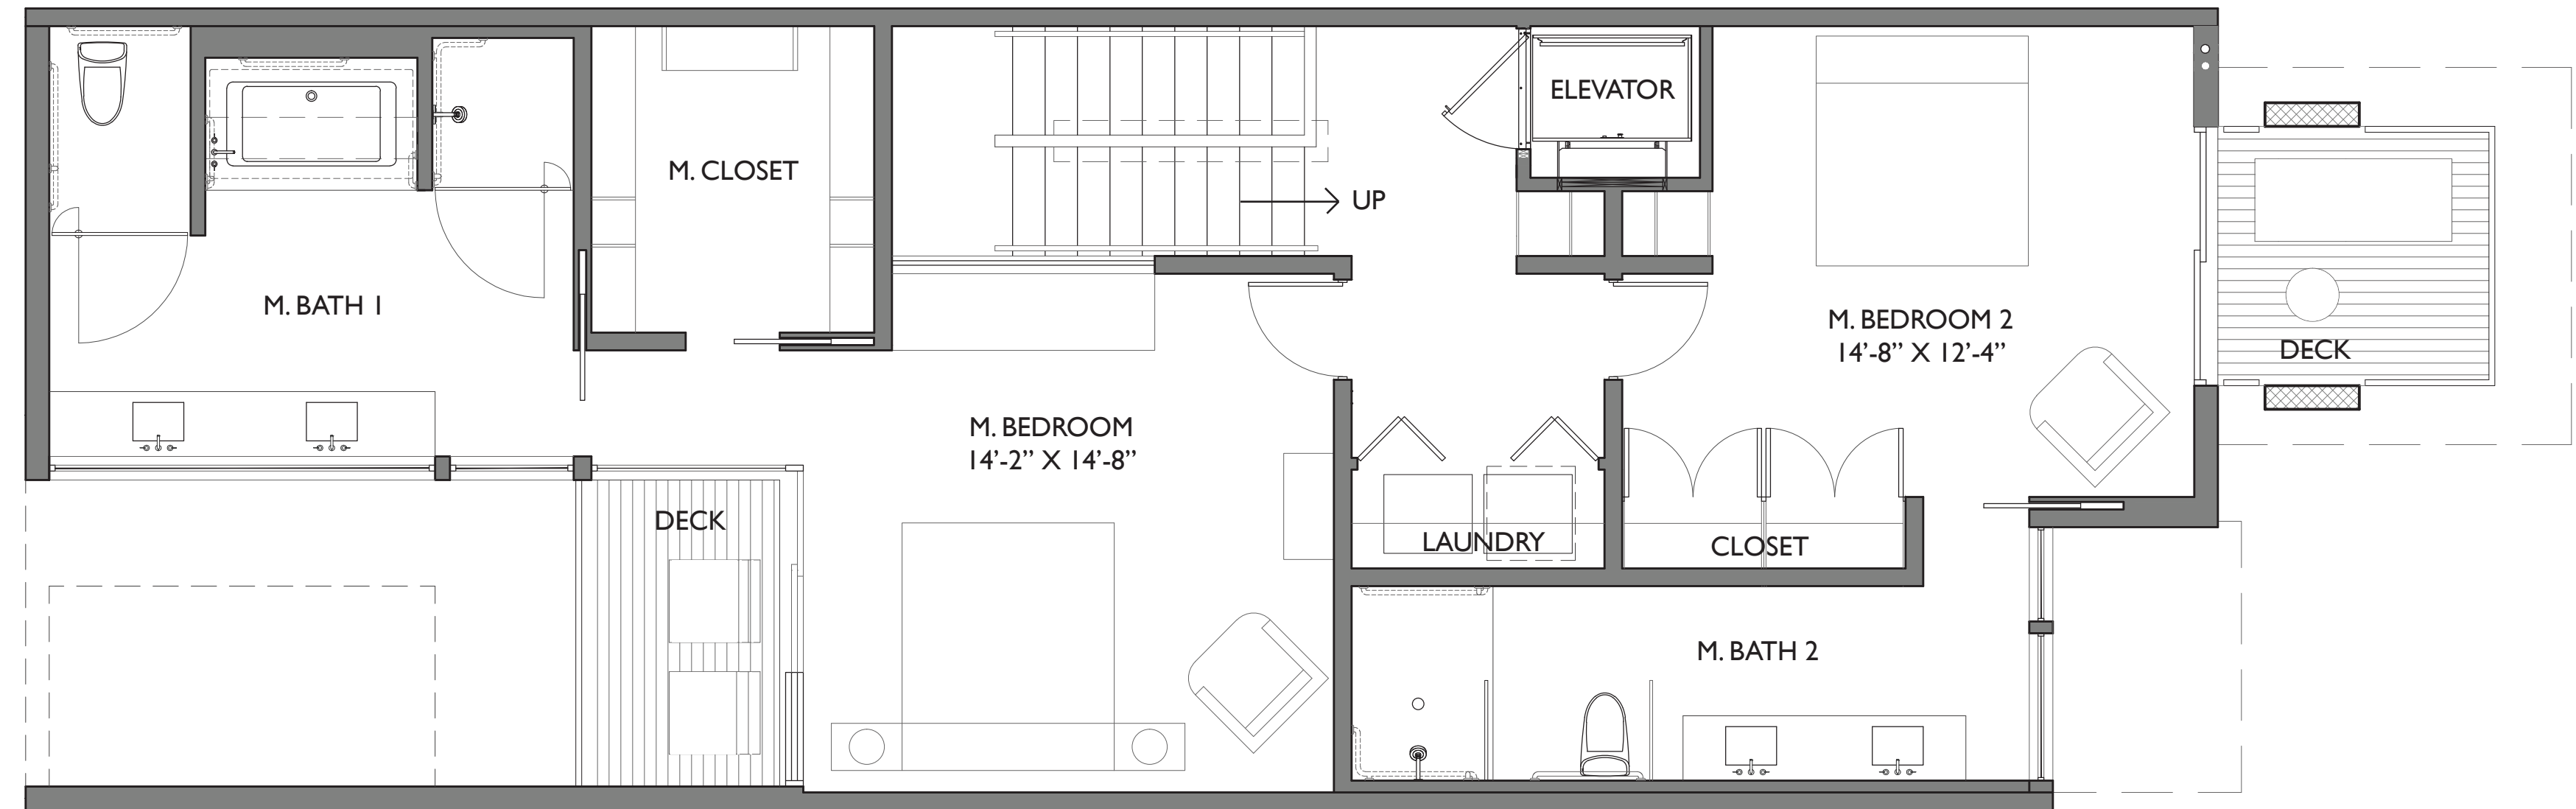 ELEVATOR
M. CLOSET
UP
M. BATH 1
M. BEDROOM 2
14’-8” X 12’-4”
DECK
M. BEDROOM
14’-2” X 14’-8”
DECK
LAUNDRY
CLOSET
M. BATH 2